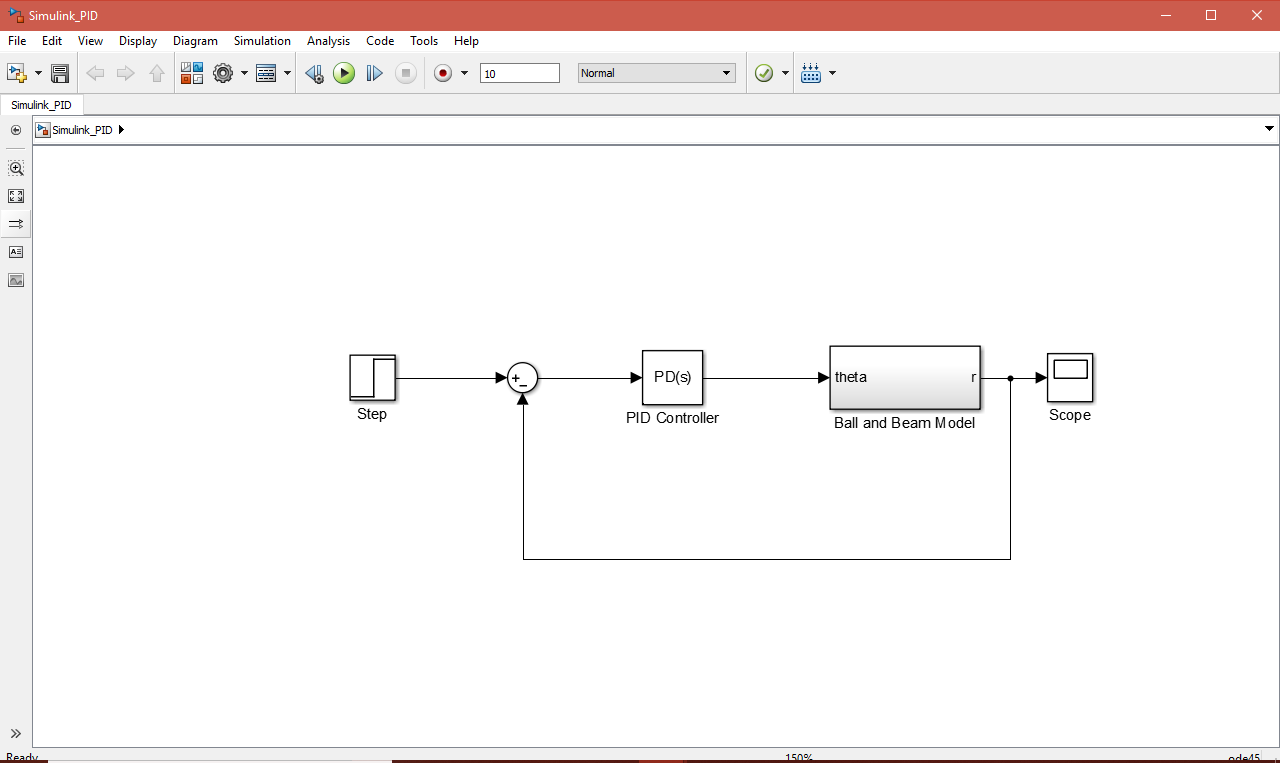 Simulink_PID
File Edit View Display Diagram Simulation Analysis Code Tools Help
10 Normal
Simulink_PID
Simulink_PID
Step
+
_
PD(s)
PID Controller
theta r
Ball and Beam Model
Scope
Ready 150% ode45